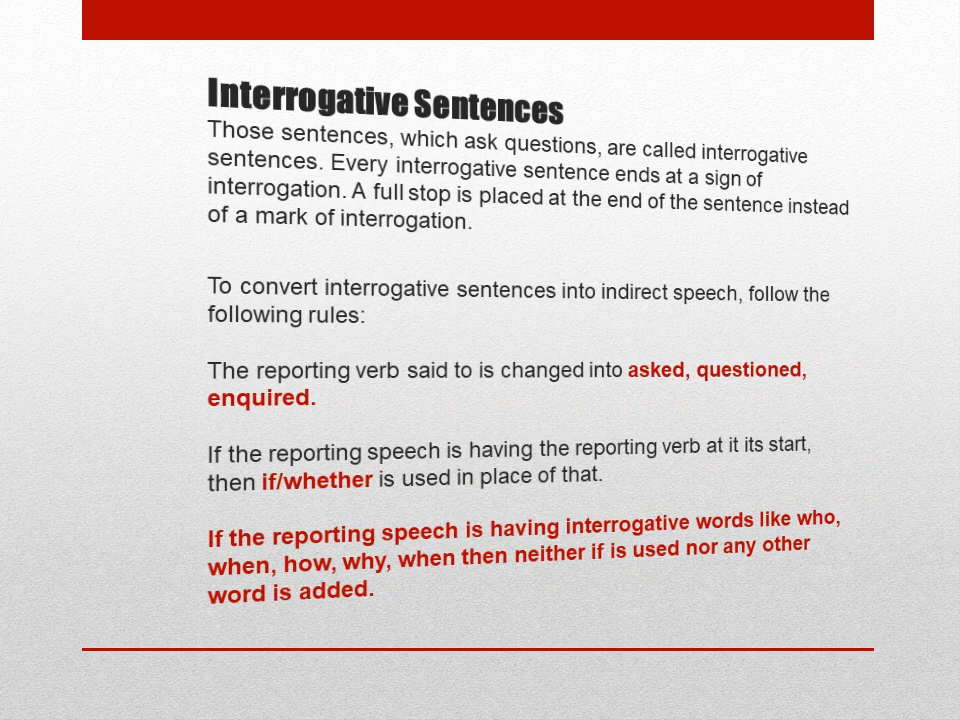 Interrogative Sentences
Those sentences, which ask questions, are called interrogative
sentences. Every interrogative sentence ends at a sign of
interrogation. A full stop is placed at the end of the sentence instead
of a mark of interrogation.
To convert interrogative sentences into indirect speech, follow the
following rules:
The reporting verb said to is changed into asked, questioned,
enquired.
If the reporting speech is having the reporting verb at it its start,
then if/whether is used in place of that.
If the reporting speech is having interrogative words like who,
when, how, why, when then neither if is used nor any other
word is added.